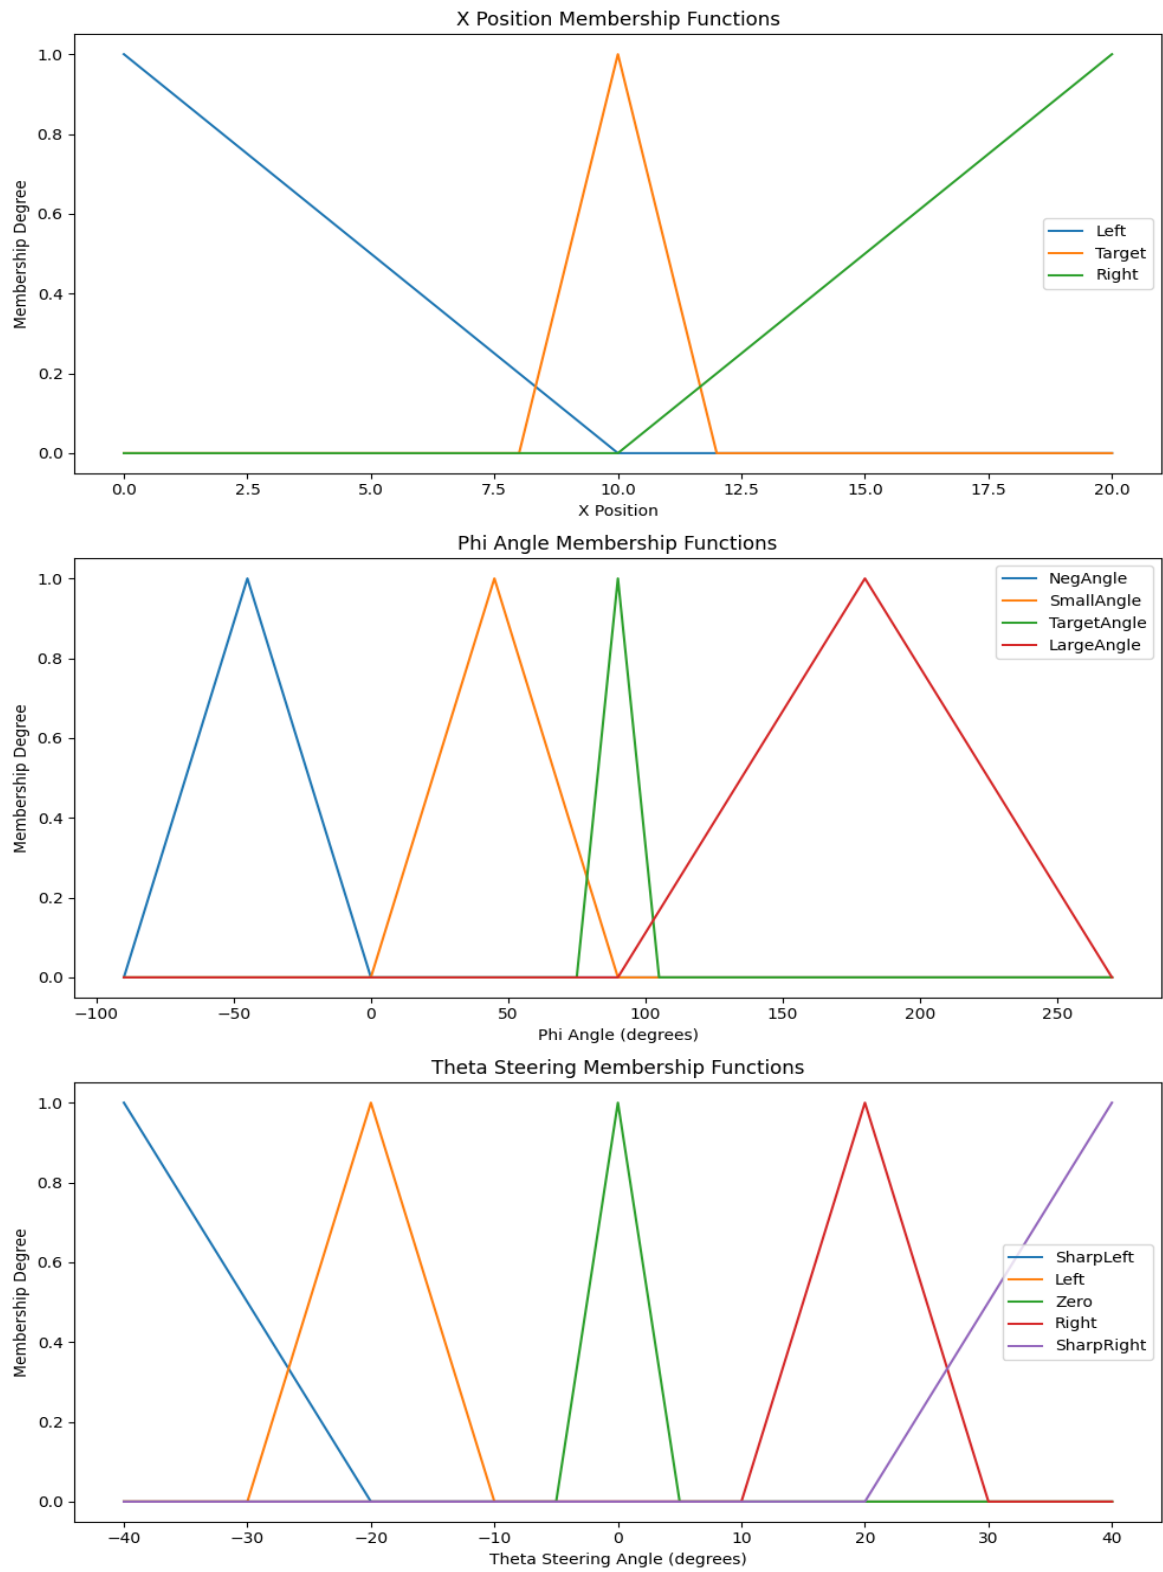 X Position Membership Functions
1.0
0.8
0.6
0.4
0.2
0.0
Membership Degree
Left
Target
Right
0.0 2.5 5.0 7.5 10.0 12.5 15.0 17.5 20.0
X Position
Phi Angle Membership Functions
1.0
0.8
0.6
0.4
0.2
0.0
Membership Degree
NegAngle
SmallAngle
TargetAngle
LargeAngle
−100 −50 0 50 100 150 200 250
Phi Angle (degrees)
Theta Steering Membership Functions
1.0
0.8
0.6
0.4
0.2
0.0
Membership Degree
SharpLeft
Left
Zero
Right
SharpRight
−40 −30 −20 −10 0 10 20 30 40
Theta Steering Angle (degrees)